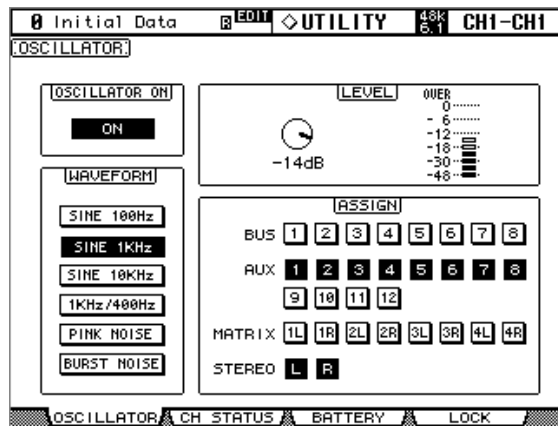 0 Initial Data R EDIT ◇UTILITY 48k 6.1 CH1-CH1
OSCILLATOR
OSCILLATOR ON
ON
WAVEFORM
SINE 100Hz
SINE 1KHz
SINE 10KHz
1KHz/400Hz
PINK NOISE
BURST NOISE
LEVEL
-14dB
OVER
0
- 6
-12
-18
-30
-48
ASSIGN
BUS 1 2 3 4 5 6 7 8
AUX 1 2 3 4 5 6 7 8
9 10 11 12
MATRIX 1L 1R 2L 2R 3L 3R 4L 4R
STEREO L R
OSCILLATOR CH STATUS BATTERY LOCK